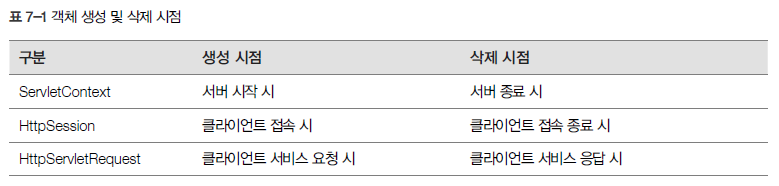 표 7-1 객체 생성 및 삭제 시점
구분 생성 시점 삭제 시점
ServletContext 서버 시작 시 서버 종료 시
HttpSession 클라이언트 접속 시 클라이언트 접속 종료 시
HttpServletRequest 클라이언트 서비스 요청 시 클라이언트 서비스 응답 시